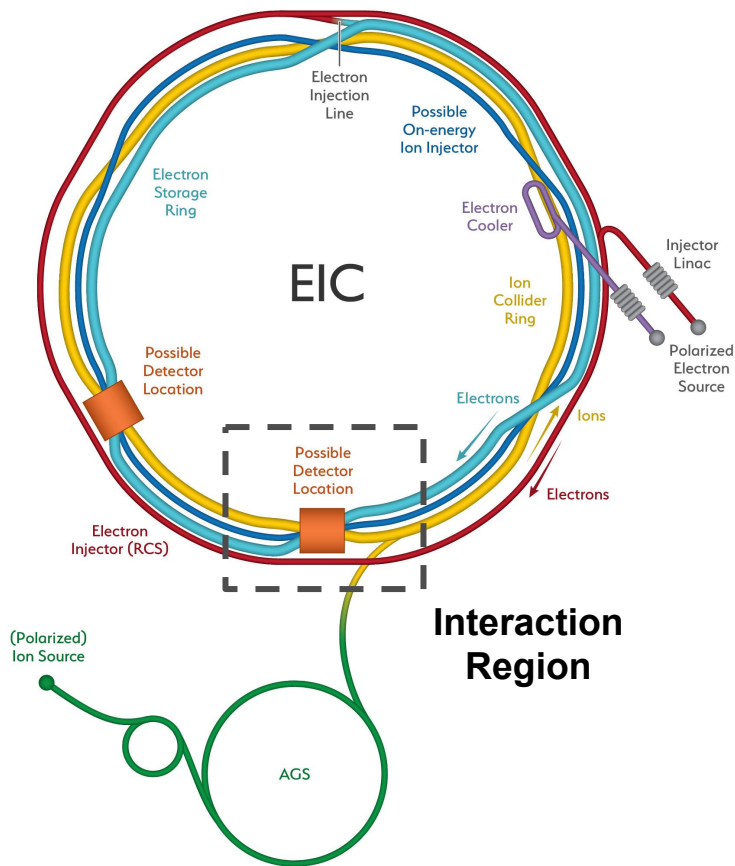 Electron
Injection
Line
Possible
On-energy
Ion Injector
Electron
Storage
Ring
Electron
Cooler
Injector
Linac
EIC
Ion
Collider
Ring
Polarized
Electron
Source
Possible
Detector
Location
Electrons
Ions
Possible
Detector
Location
Electrons
Electron
Injector (RCS)
Interaction
Region
(Polarized)
Ion Source
AGS